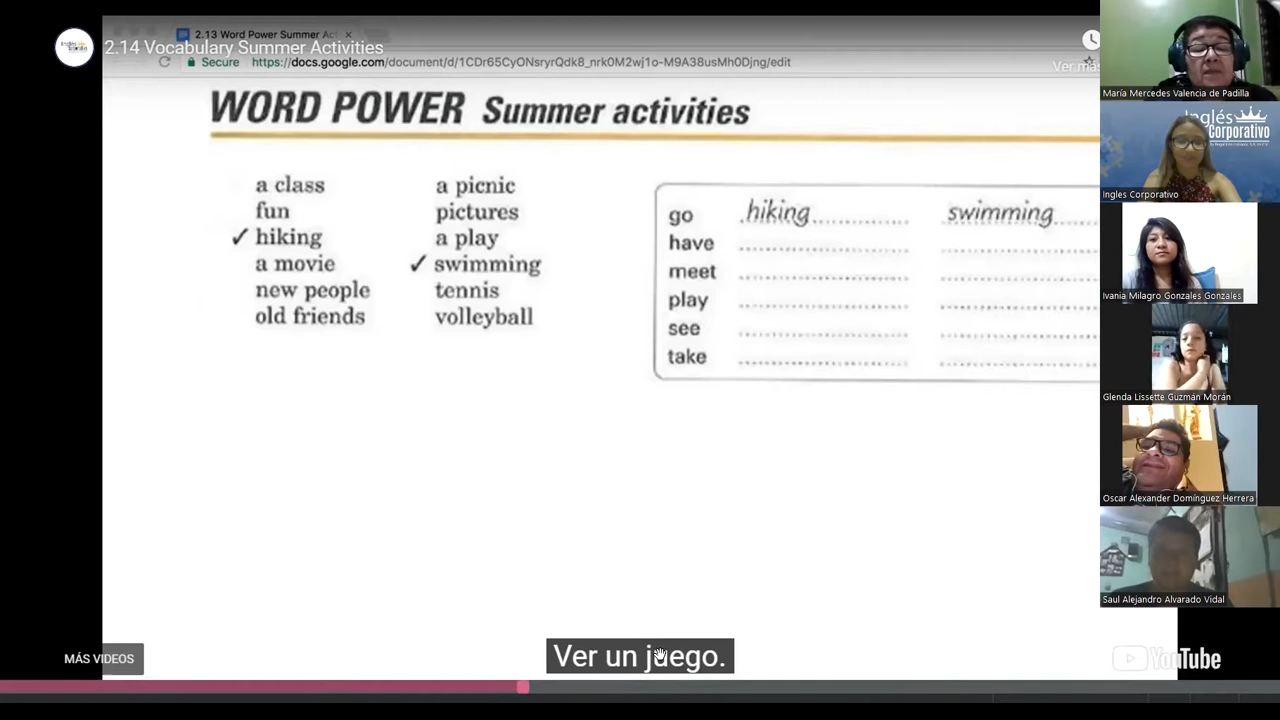 2.13 Word Power Summer Act
2.14 Vocabulary Summer Activities
Secure https://docs.google.com/document/d/1CDr65CyONsryrQdk8_nrk0M2wj1o-M9A38usMh0Djng/edit
Ver más
WORD POWER Summer activities
a class
fun
✓ hiking
a movie
new people
old friends
a picnic
pictures
a play
✓ swimming
tennis
volleyball
go hiking swimming
have
meet
play
see
take
Ver un juego.
MÁS VIDEOS
YouTube
María Mercedes Valencia de Padilla
Inglés
Corporativo
Ingles Corporativo
Ivania Milagro Gonzales Gonzales
Glenda Lissette Guzmán Morán
Oscar Alexander Domínguez Herrera
Saul Alejandro Alvarado Vidal